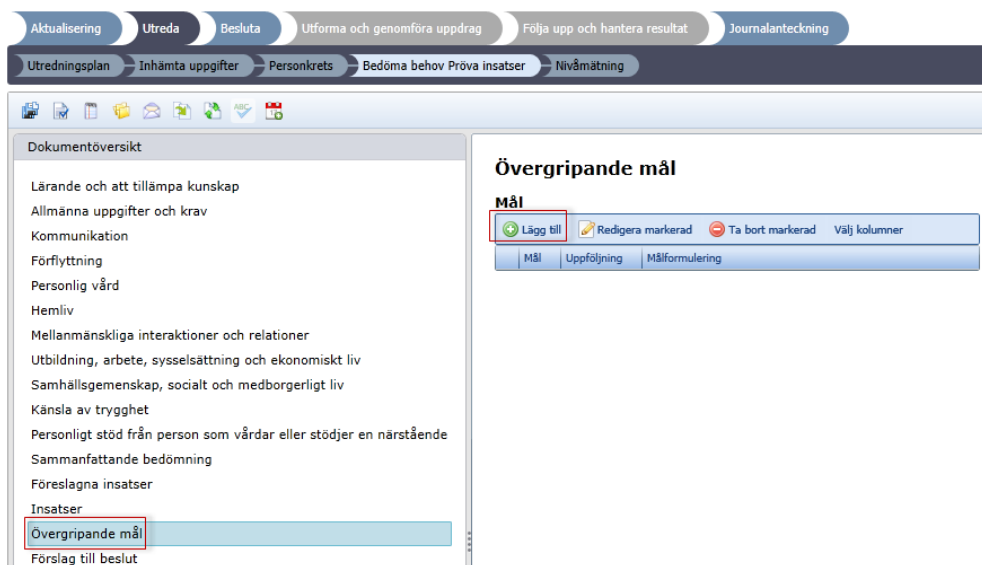 Aktualisering Utreda Besluta Utforma och genomföra uppdrag Följa upp och hantera resultat Journalanteckning
Utredningsplan Inhämta uppgifter Personkrets Bedöma behov Pröva insatser Nivåmätning
ABC
Dokumentöversikt
Lärande och att tillämpa kunskap
Allmänna uppgifter och krav
Kommunikation
Förflyttning
Personlig vård
Hemliv
Mellanmänskliga interaktioner och relationer
Utbildning, arbete, sysselsättning och ekonomiskt liv
Samhällsgemenskap, socialt och medborgerligt liv
Känsla av trygghet
Personligt stöd från person som vårdar eller stödjer en närstående
Sammanfattande bedömning
Föreslagna insatser
Insatser
Övergripande mål
Förslag till beslut
Övergripande mål
Mål
Lägg till Redigera markerad Ta bort markerad Välj kolumner
Mål Uppföljning Målformulering